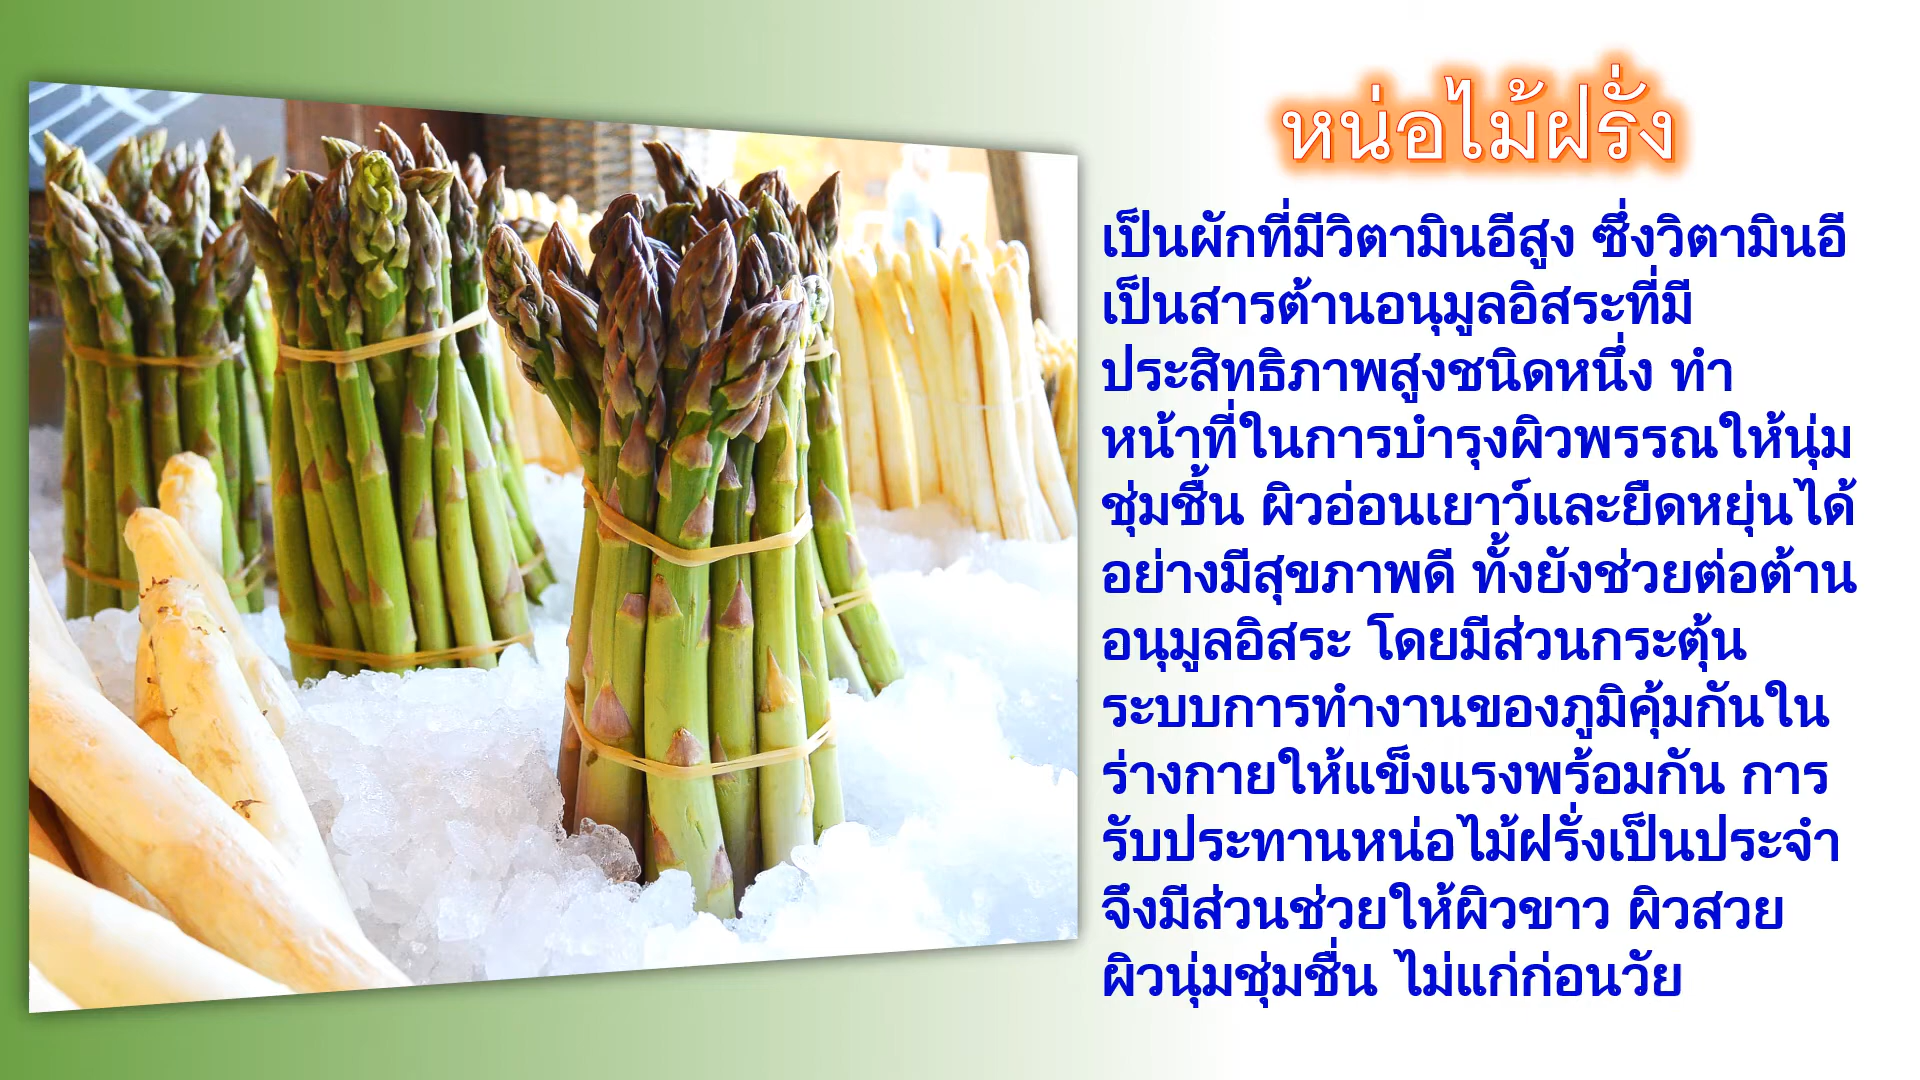 หน่อไม้ฝรั่ง
เป็นผักที่มีวิตามินอีสูง ซึ่งวิตามินอี
เป็นสารต้านอนุมูลอิสระที่มี
ประสิทธิภาพสูงชนิดหนึ่ง ทำ
หน้าที่ในการบำรุงผิวพรรณให้นุ่ม
ชุ่มชื้น ผิวอ่อนเยาว์และยืดหยุ่นได้
อย่างมีสุขภาพดี ทั้งยังช่วยต่อต้าน
อนุมูลอิสระ โดยมีส่วนกระตุ้น
ระบบการทำงานของภูมิคุ้มกันใน
ร่างกายให้แข็งแรงพร้อมกัน การ
รับประทานหน่อไม้ฝรั่งเป็นประจำ
จึงมีส่วนช่วยให้ผิวขาว ผิวสวย
ผิวนุ่มชุ่มชื่น ไม่แก่ก่อนวัย